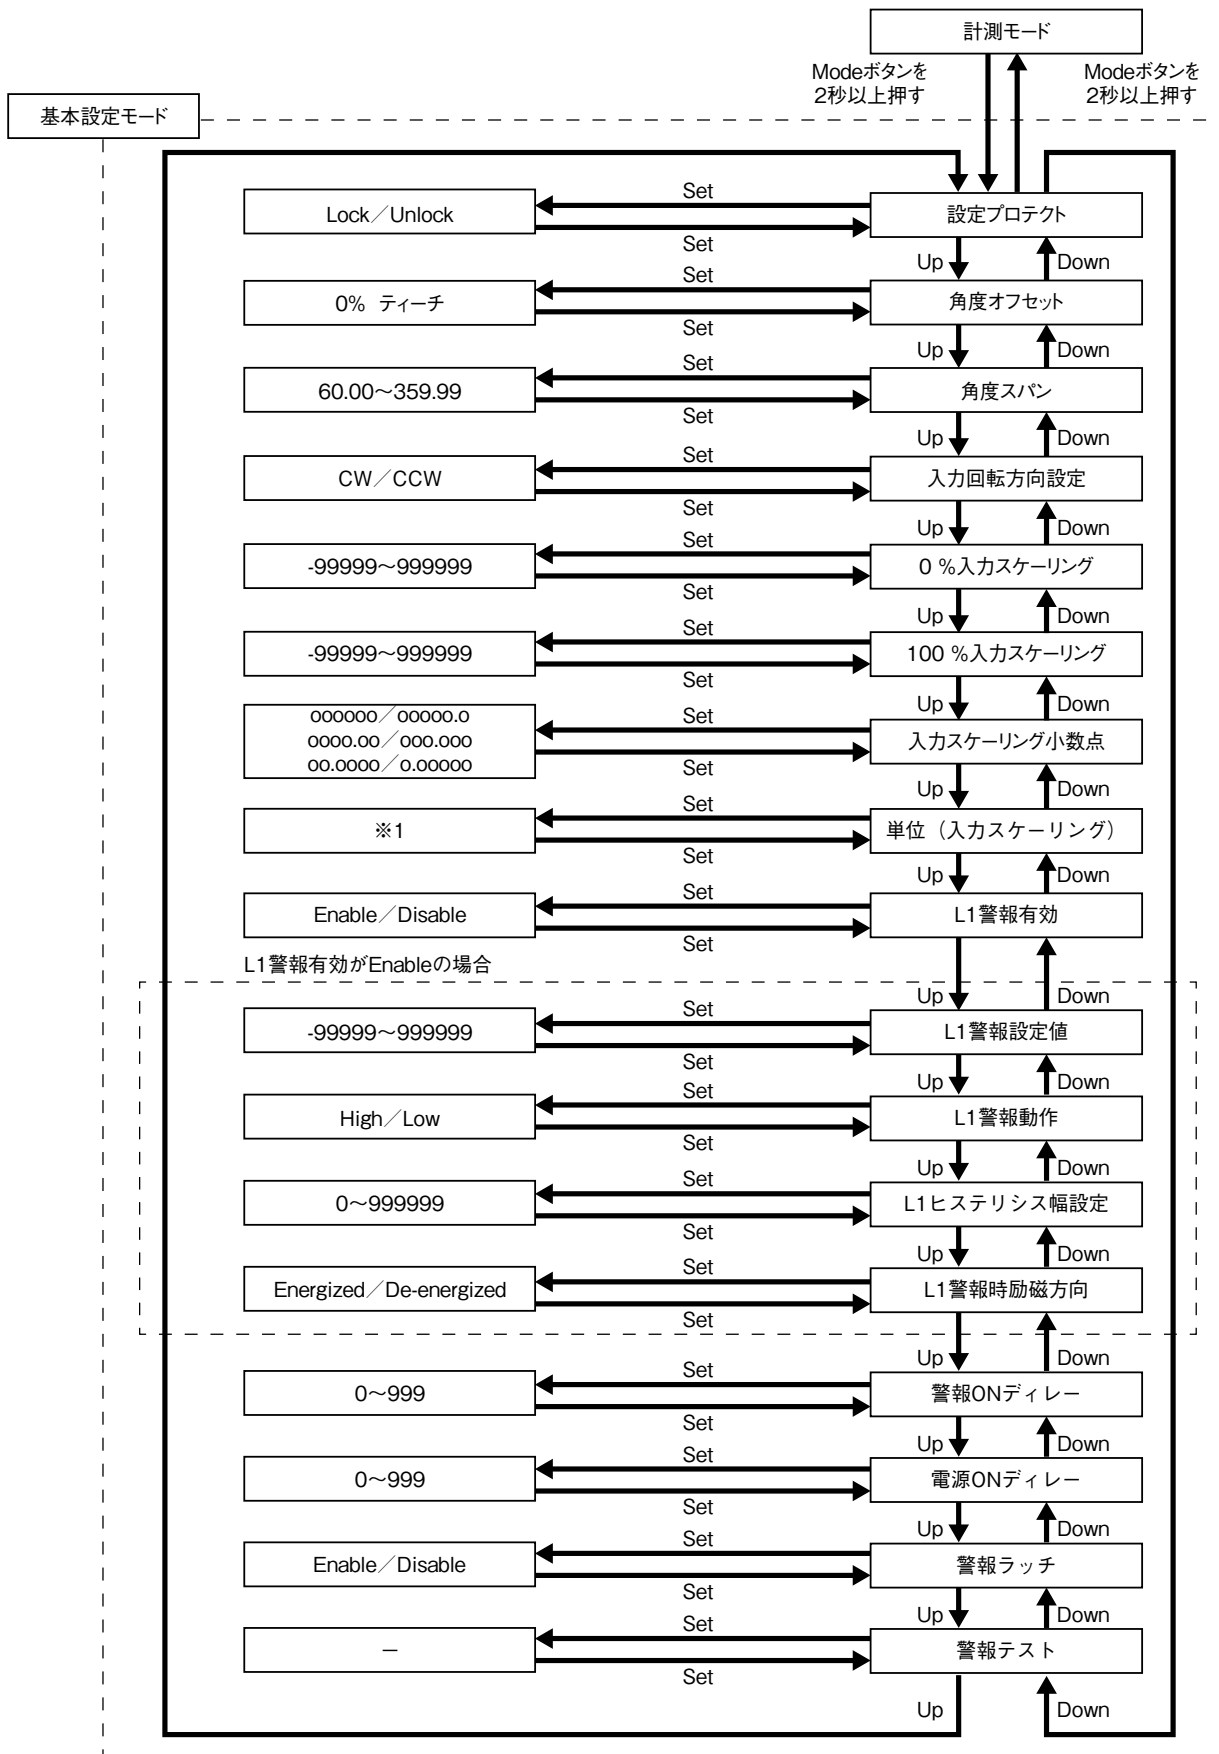 計測モード
Modeボタンを
2秒以上押す
Modeボタンを
2秒以上押す
基本設定モード
Lock／Unlock
Set
Set
設定プロテクト
Up
Down
0% ティーチ
Set
Set
角度オフセット
Up
Down
60.00～359.99
Set
Set
角度スパン
Up
Down
CW／CCW
Set
Set
入力回転方向設定
Up
Down
-99999～999999
Set
Set
0 %入力スケーリング
Up
Down
-99999～999999
Set
Set
100 %入力スケーリング
Up
Down
oooooo／ooooo.o
oooo.oo／ooo.ooo
oo.oooo／o.ooooo
Set
Set
入力スケーリング小数点
Up
Down
※1
Set
Set
単位（入力スケーリング）
Up
Down
Enable／Disable
Set
Set
L1警報有効
L1警報有効がEnableの場合
Up
Down
-99999～999999
Set
Set
L1警報設定値
Up
Down
High／Low
Set
Set
L1警報動作
Up
Down
0～999999
Set
Set
L1ヒステリシス幅設定
Up
Down
Energized／De-energized
Set
Set
L1警報時励磁方向
Up
Down
0～999
Set
Set
警報ONディレー
Up
Down
0～999
Set
Set
電源ONディレー
Up
Down
Enable／Disable
Set
Set
警報ラッチ
Up
Down
－
Set
Set
警報テスト
Up
Down